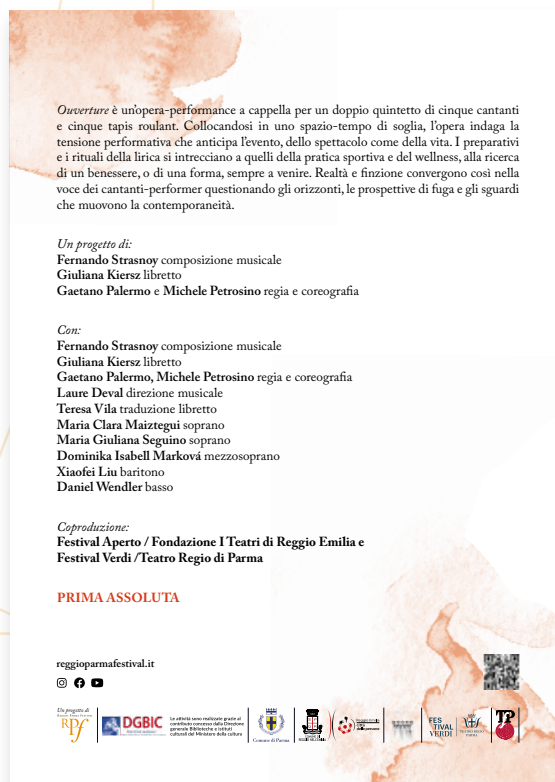 Ouverture è un'opera-performance a cappella per un doppio quintetto di cinque cantanti
e cinque tapis roulant. Collocandosi in uno spazio-tempo di soglia, l'opera indaga la
tensione performativa che anticipa l'evento, dello spettacolo come della vita. I preparativi
e i rituali della lirica si intrecciano a quelli della pratica sportiva e del wellness, alla ricerca
di un benessere, o di una forma, sempre a venire. Realtà e finzione convergono così nella
voce dei cantanti-performer questionando gli orizzonti, le prospettive di fuga e gli sguardi
che muovono la contemporaneità.
Un progetto di:
Fernando Strasnoy composizione musicale
Giuliana Kiersz libretto
Gaetano Palermo e Michele Petrosino regia e coreografia
Con:
Fernando Strasnoy composizione musicale
Giuliana Kiersz libretto
Gaetano Palermo, Michele Petrosino regia e coreografia
Laure Deval direzione musicale
Teresa Vila traduzione libretto
Maria Clara Maiztegui soprano
Maria Giuliana Seguino soprano
Dominika Isabell Marková mezzosoprano
Xiaofei Liu baritono
Daniel Wendler basso
Coproduzione:
Festival Aperto / Fondazione I Teatri di Reggio Emilia e
Festival Verdi /Teatro Regio di Parma
PRIMA ASSOLUTA
reggioparmafestival.it
Un progetto di
RPf
DGBIC
Le attività sono realizzate grazie al
contributo concesso dalla Direzione
generale Biblioteche e istituti
culturali del Ministero della cultura
Comune di Parma
FES
TIVAL
VERDI
TEATRO REGIO
PARMA
TP